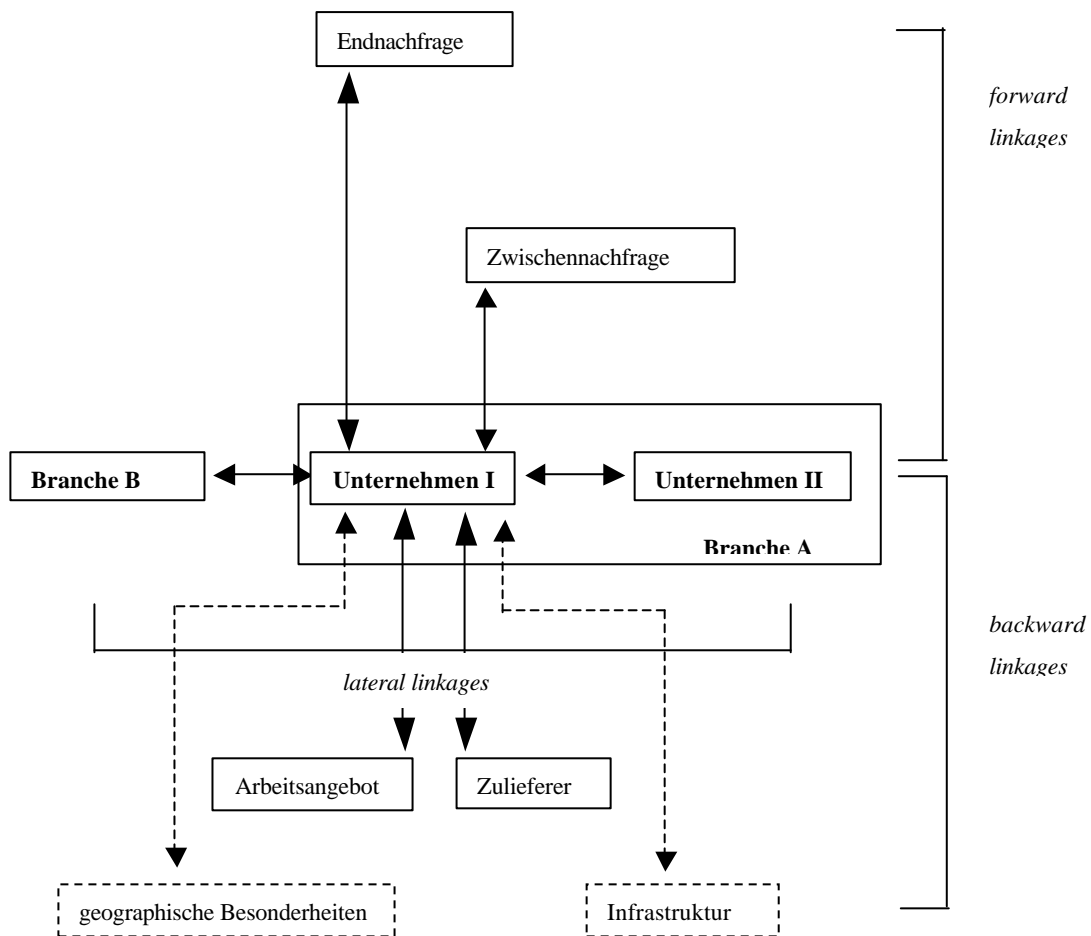 Endnachfrage
forward
linkages
Zwischennachfrage
Branche B
Unternehmen I
Unternehmen II
Branche A
backward
linkages
lateral linkages
Arbeitsangebot
Zulieferer
geographische Besonderheiten
Infrastruktur